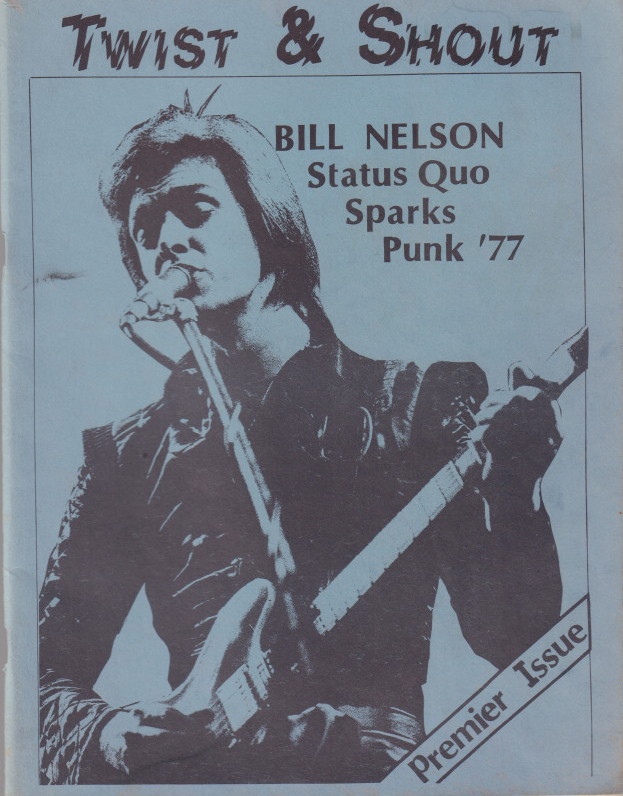 TWIST & SHOUT
BILL NELSON
Status Quo
Sparks
Punk '77
Premier Issue